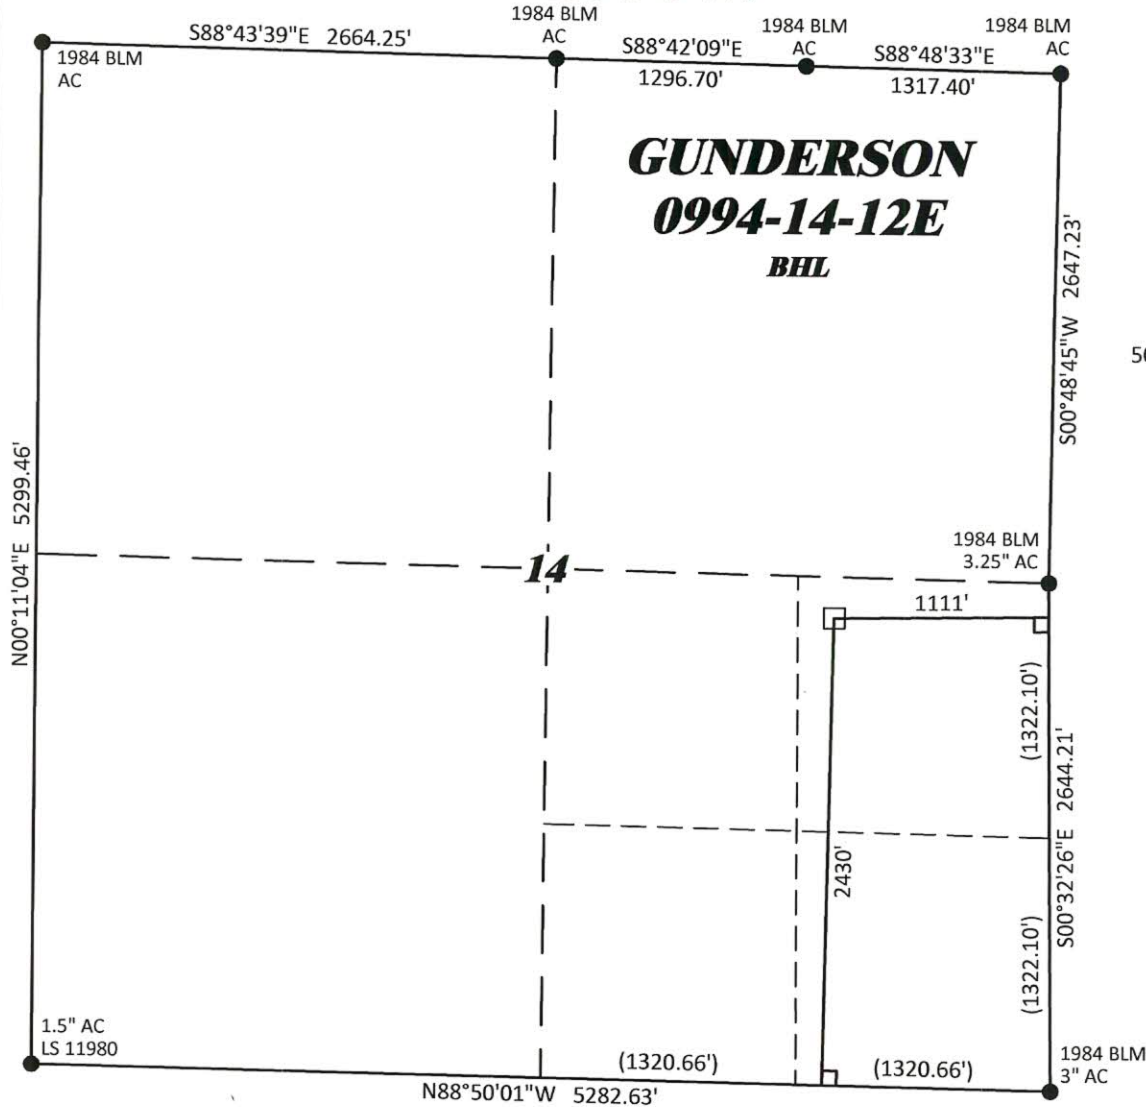 1984 BLM
AC
1984 BLM
AC
1984 BLM
AC
S88°43'39"E 2664.25'
S88°42'09"E
1296.70'
S88°48'33"E
1317.40'
1984 BLM
AC
GUNDERSON
0994-14-12E
BHL
S00°48'45"W 2647.23'
N00°11'04"E 5299.46'
1984 BLM
3.25" AC
14
1111'
(1322.10')
S00°32'26"E 2644.21'
2430'
(1322.10')
1.5" AC
LS 11980
(1320.66')
(1320.66')
1984 BLM
3" AC
N88°50'01"W 5282.63'